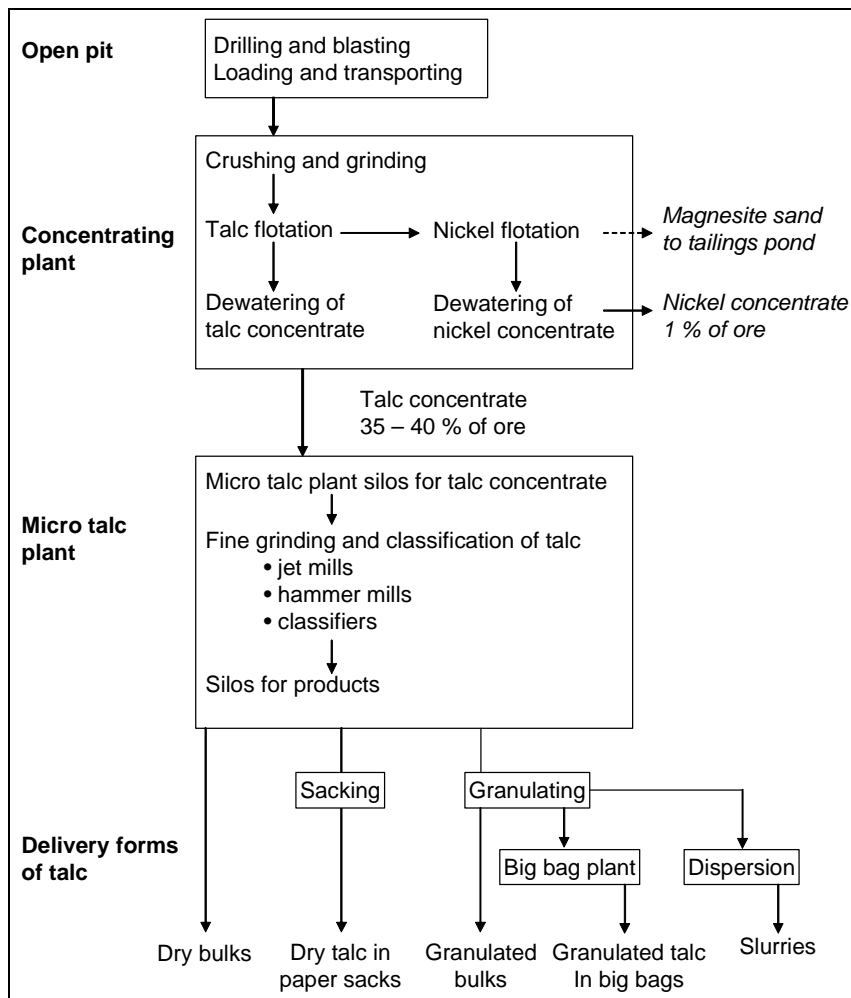 Open pit
Drilling and blasting
Loading and transporting
Crushing and grinding
Talc flotation
Nickel flotation
Magnesite sand
to tailings pond
Concentrating
plant
Dewatering of
talc concentrate
Dewatering of
nickel concentrate
Nickel concentrate
1 % of ore
Talc concentrate
35 – 40 % of ore
Micro talc plant silos for talc concentrate
Micro talc
plant
Fine grinding and classification of talc
• jet mills
• hammer mills
• classifiers
Silos for products
Sacking
Granulating
Delivery forms
of talc
Big bag plant
Dispersion
Dry bulks
Dry talc in
paper sacks
Granulated
bulks
Granulated talc
In big bags
Slurries